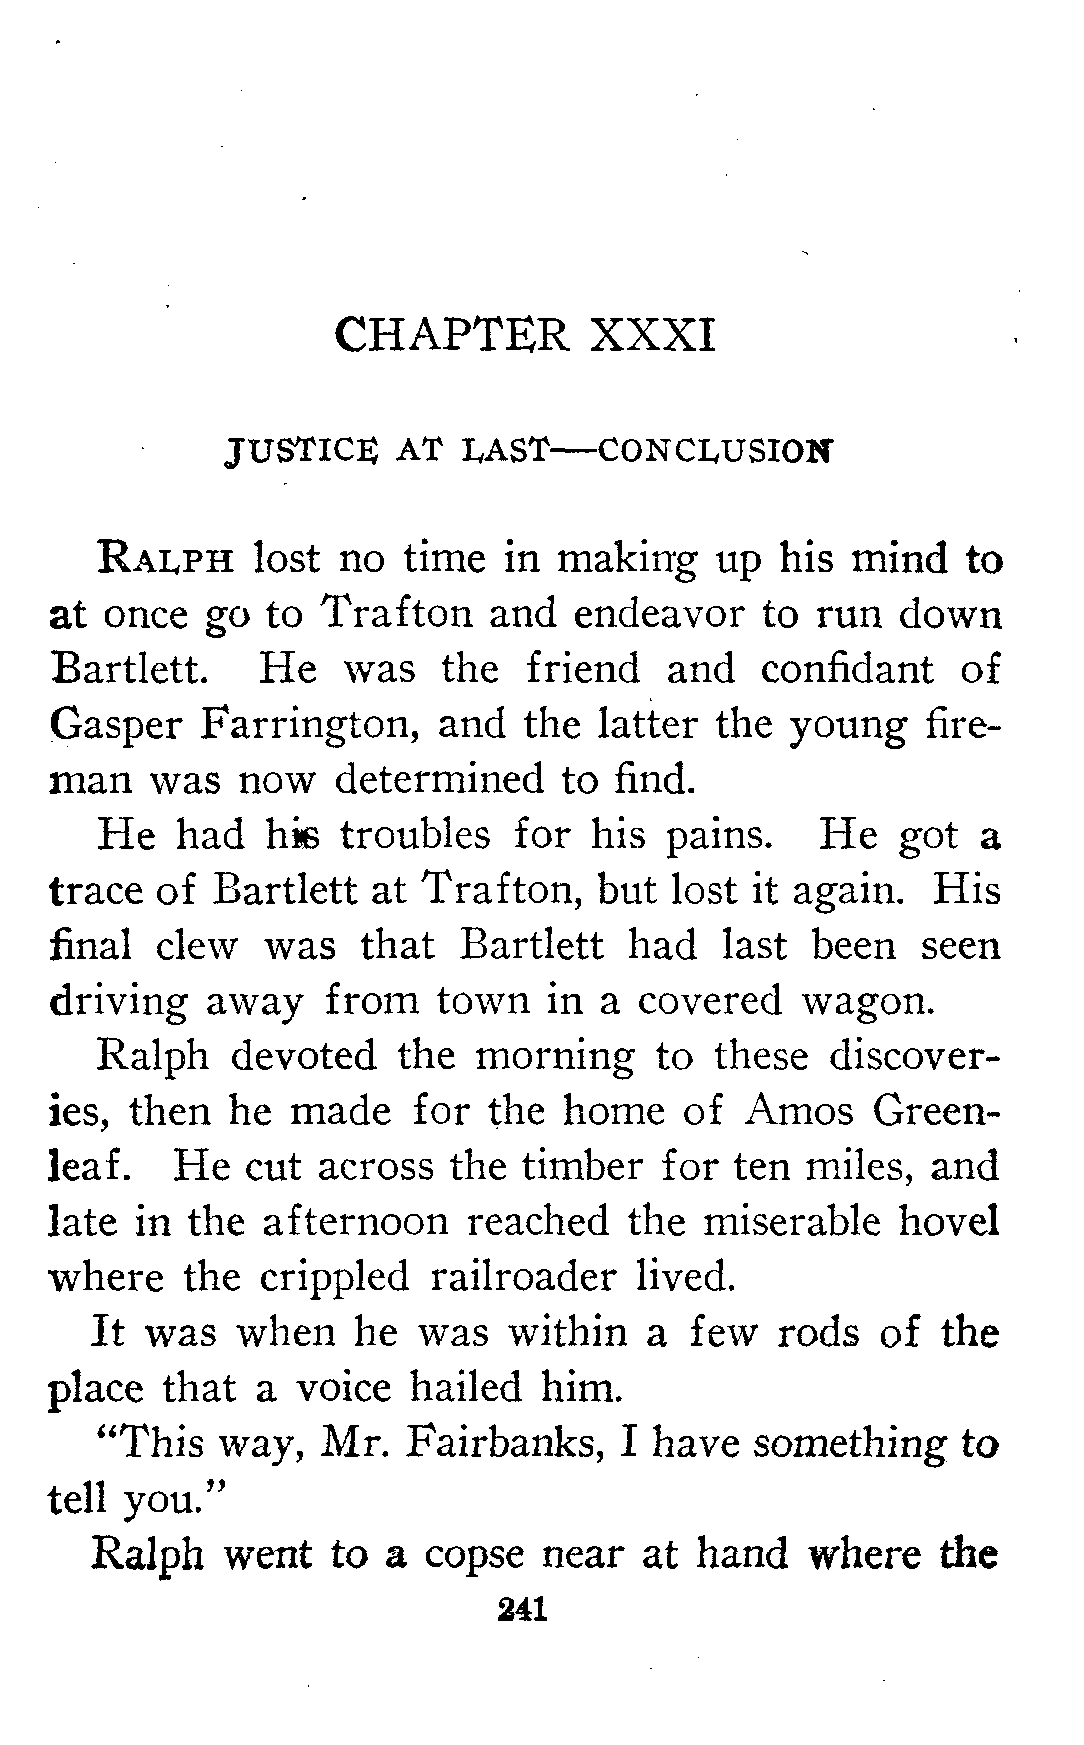 CHAPTER XXXI
JUSTICE AT LAST—CONCLUSION
RALPH lost no time in making up his mind to
at once go to Trafton and endeavor to run down
Bartlett. He was the friend and confidant of
Gasper Farrington, and the latter the young fire-
man was now determined to find.
He had his troubles for his pains. He got a
trace of Bartlett at Trafton, but lost it again. His
final clew was that Bartlett had last been seen
driving away from town in a covered wagon.
Ralph devoted the morning to these discover-
ies, then he made for the home of Amos Green-
leaf. He cut across the timber for ten miles, and
late in the afternoon reached the miserable hovel
where the crippled railroader lived.
It was when he was within a few rods of the
place that a voice hailed him.
“This way, Mr. Fairbanks, I have something to
tell you.”
Ralph went to a copse near at hand where the
241